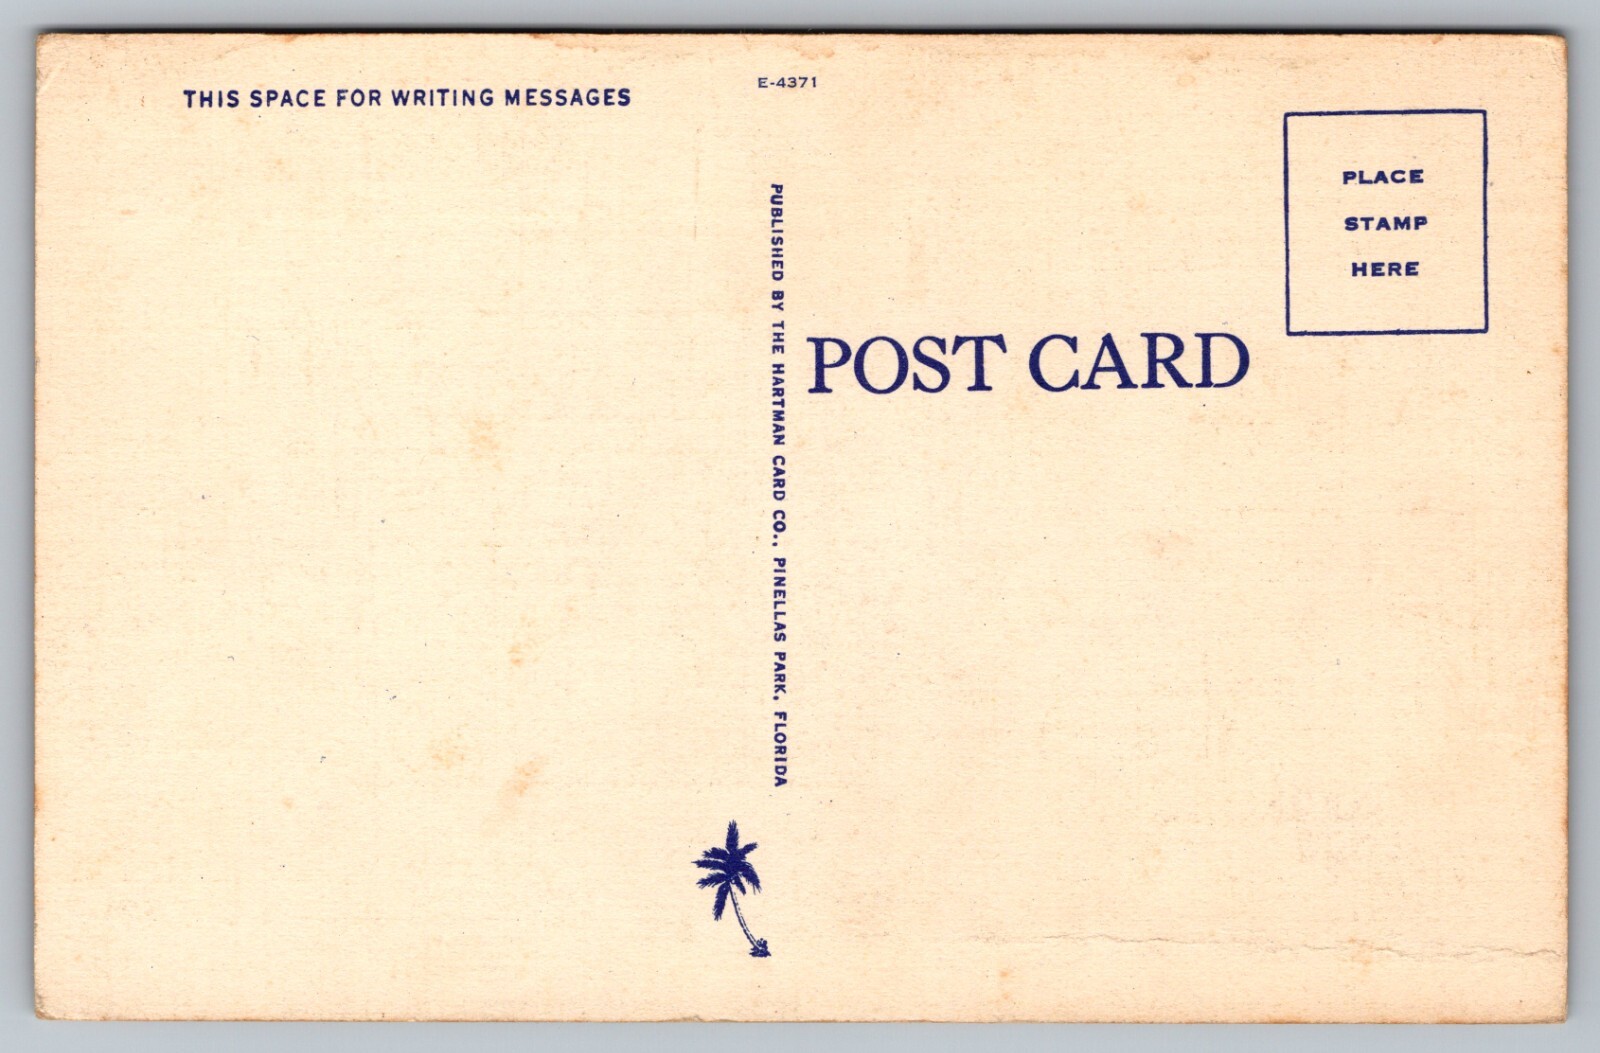 THIS SPACE FOR WRITING MESSAGES
E-4371
PUBLISHED BY THE HARTMAN CARD CO., PINELLAS PARK, FLORIDA
POST CARD
PLACE
STAMP
HERE